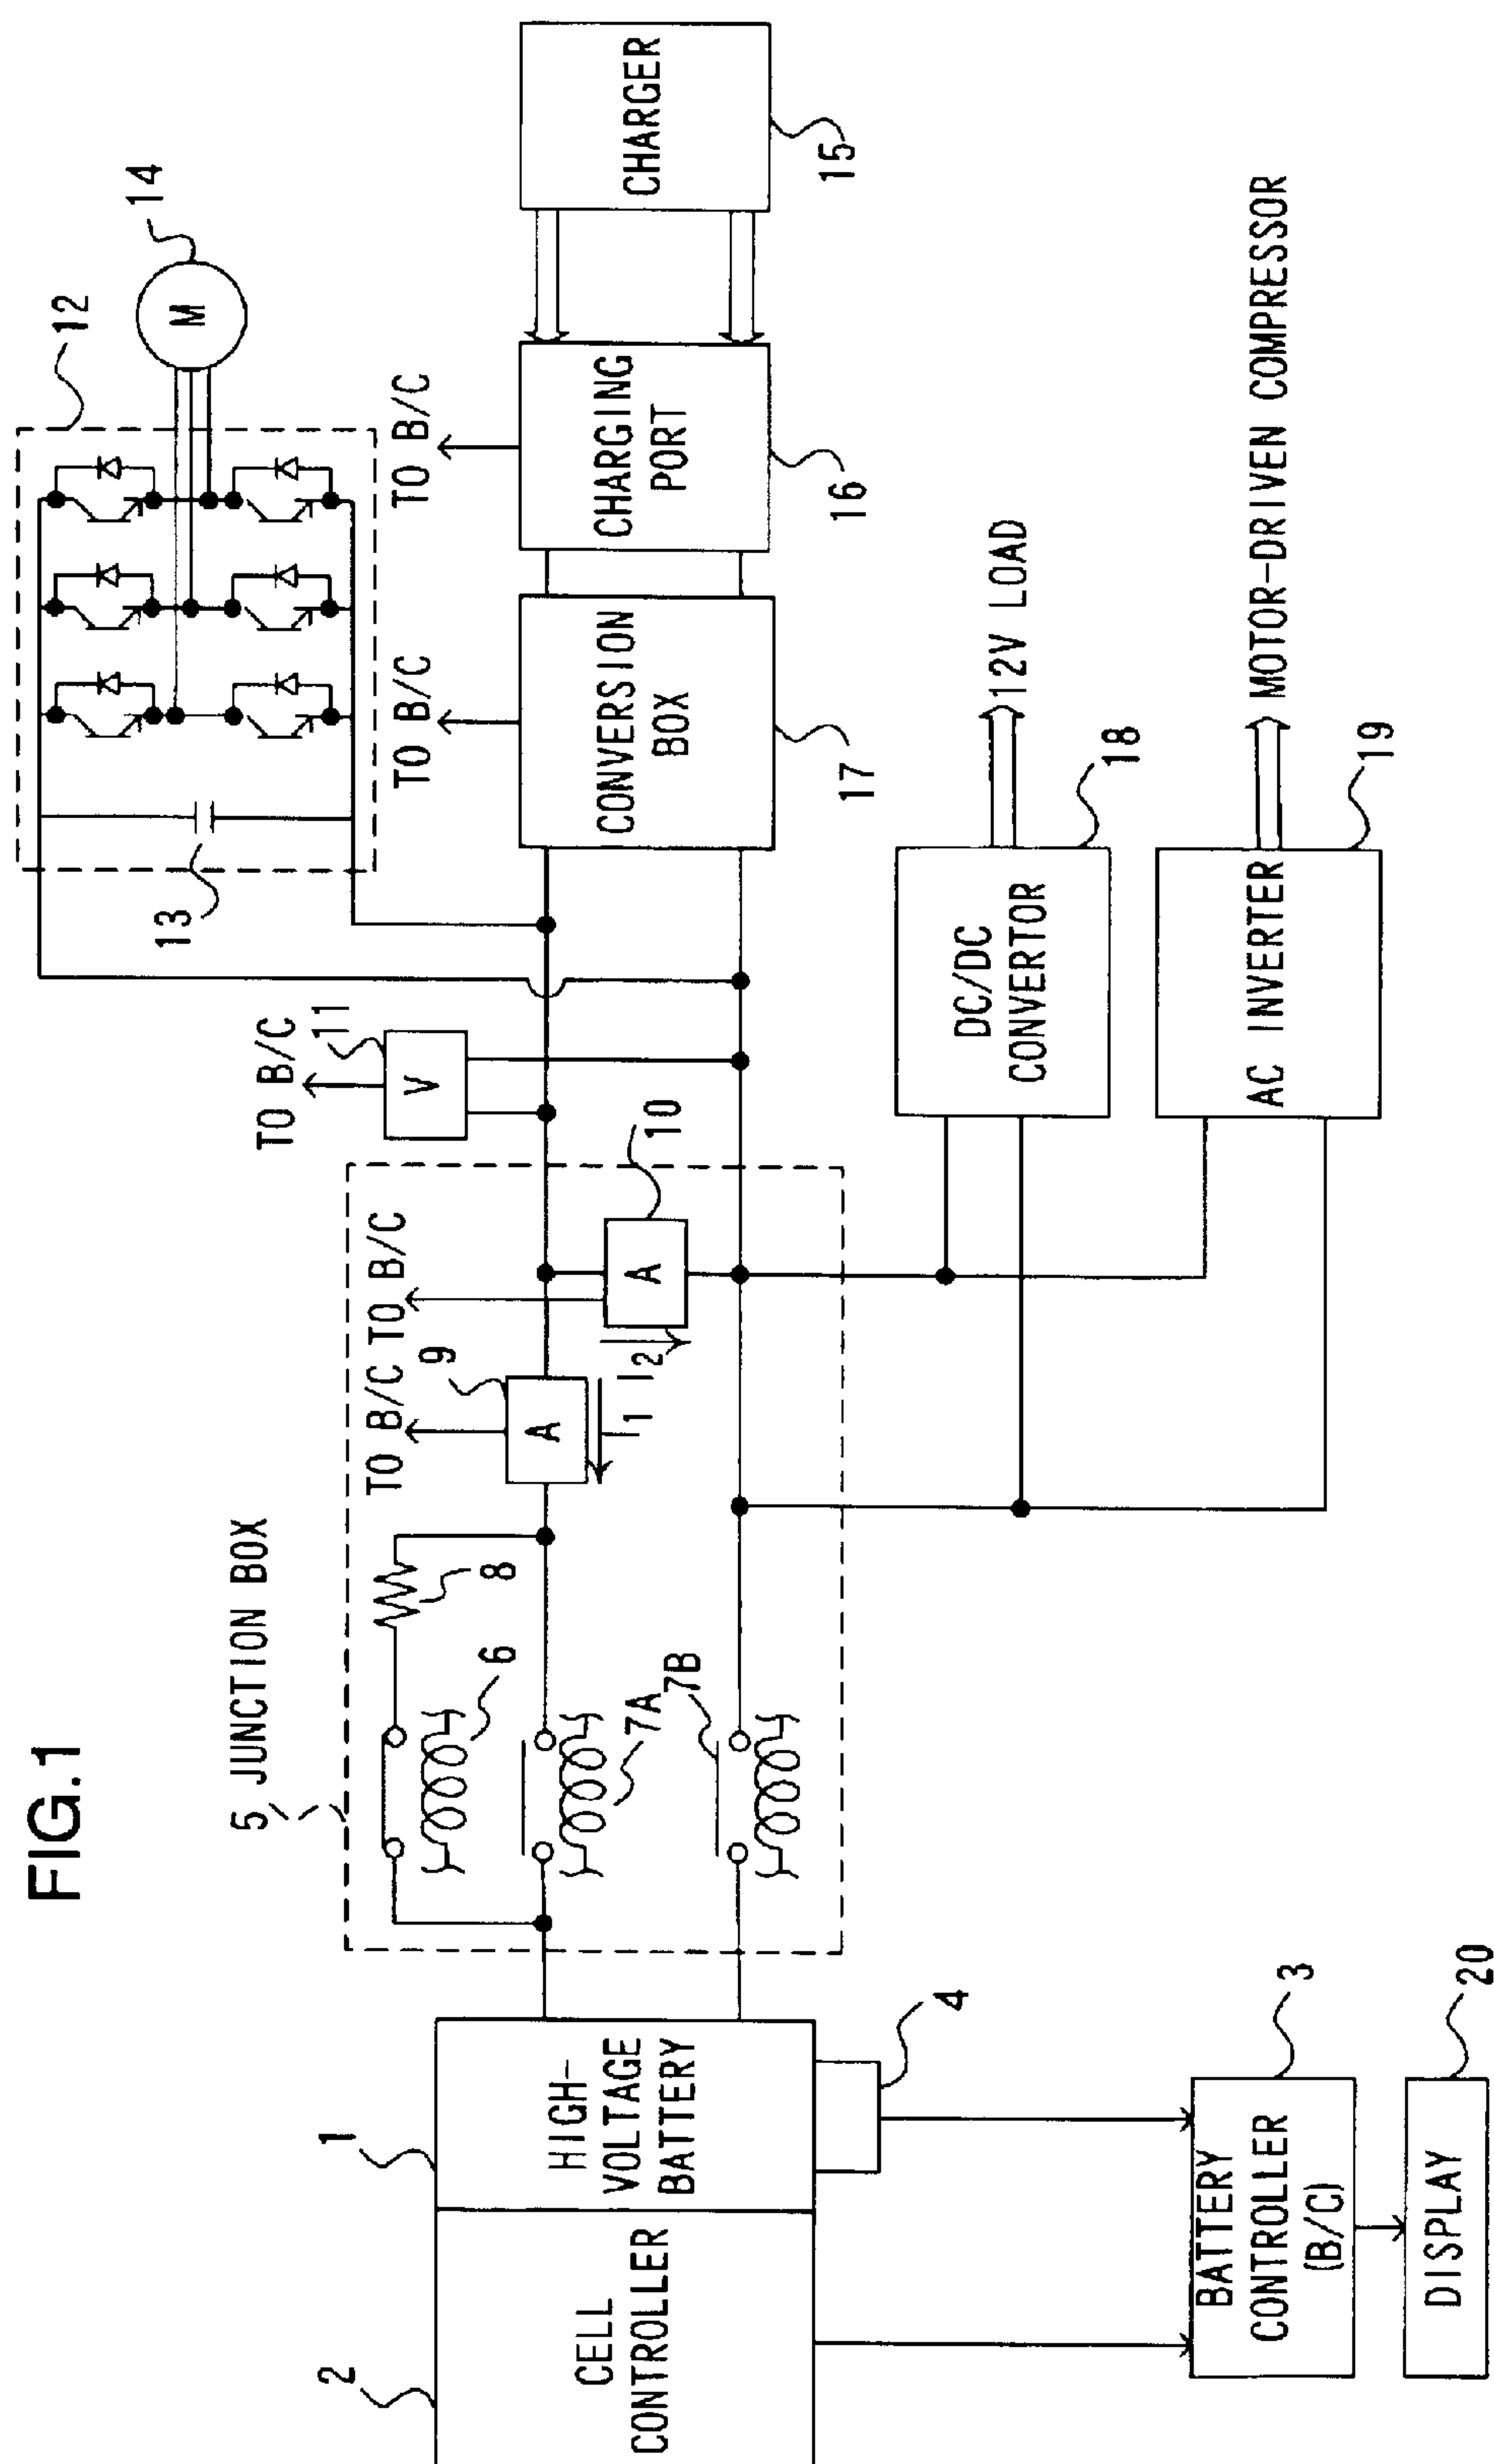 FIG.1
14
M
12
13
TO B/C
TO B/C
CHARGER
15
CHARGING
PORT
16
CONVERSION
BOX
17
TO B/C
11
V
5 JUNCTION BOX
TO B/C
TO B/C
9
A
I1
10
A
I2
8
6
7A
7B
1
HIGH-
VOLTAGE
BATTERY
2
CELL
CONTROLLER
4
DC/DC
CONVERTOR
18
12V LOAD
AC INVERTER
19
MOTOR-DRIVEN COMPRESSOR
3
BATTERY
CONTROLLER
(B/C)
20
DISPLAY